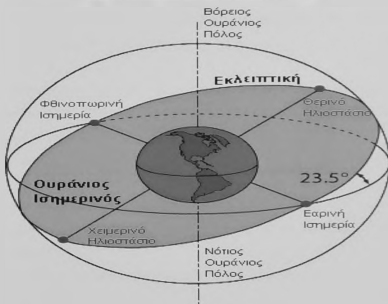 Βόρειος
Ουράνιος
Πόλος
Εκλειπτική
Θερινό
Ηλιοστάσιο
Φθινοπωρινή
Ισημερία
23.5°
Ουράνιος
Ισημερινός
Εαρινή
Ισημερία
Χειμερινό
Ηλιοστάσιο
Νότιος
Ουράνιος
Πόλος